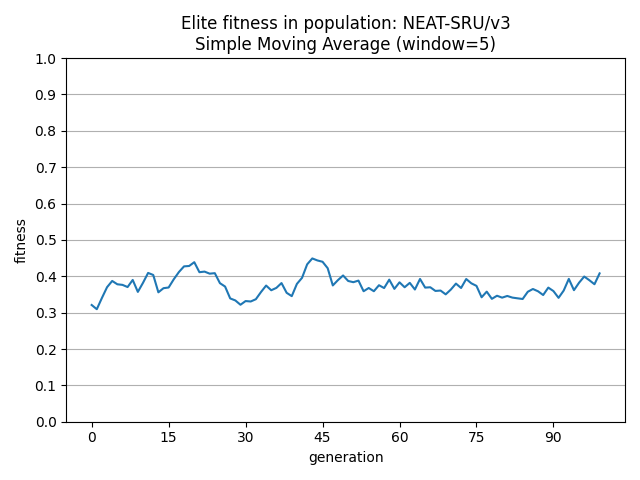 Elite fitness in population: NEAT-SRU/v3
Simple Moving Average (window=5)
1.0
0.9
0.8
0.7
0.6
0.5
0.4
0.3
0.2
0.1
0.0
fitness
0 15 30 45 60 75 90
generation